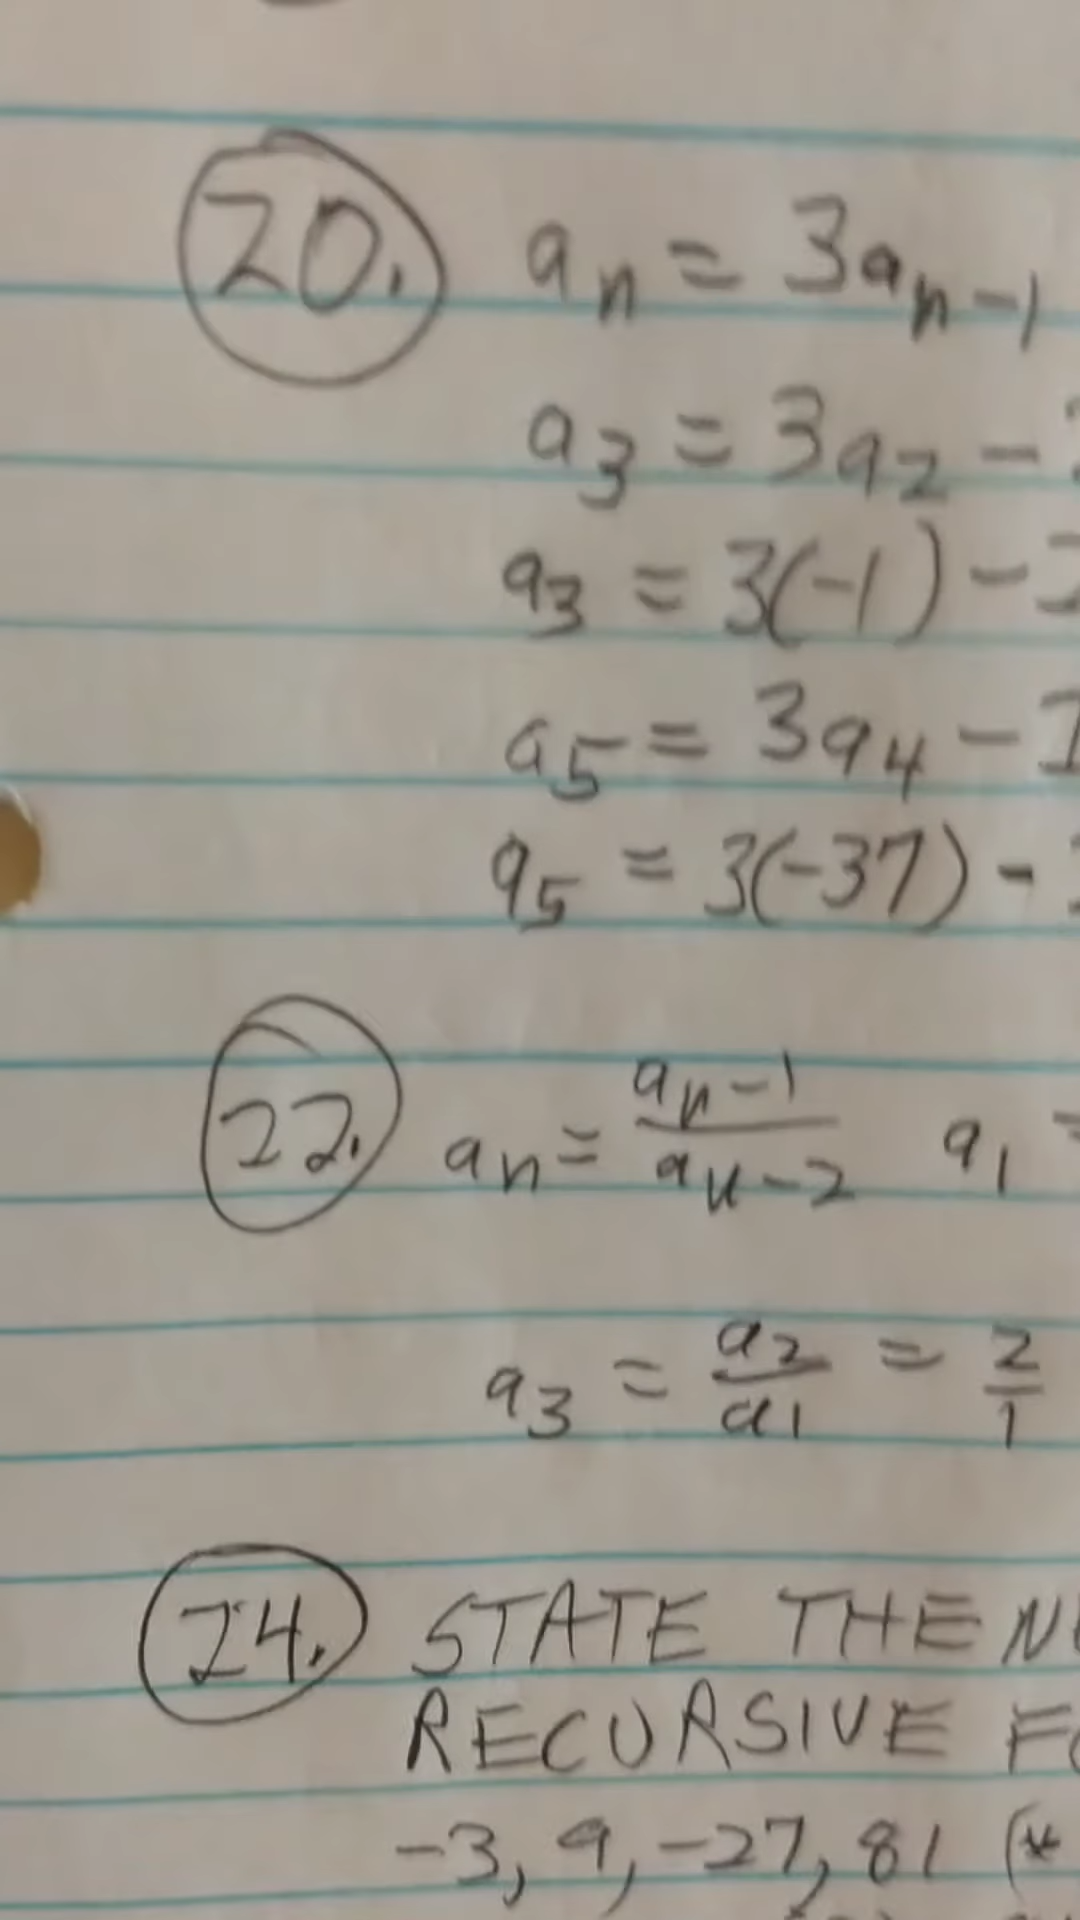 20. aₙ = 3aₙ₋₁
a₃ = 3a₂ -
a₃ = 3(-1) -
a₅ = 3a₄ -
a₅ = 3(-37) -
22. aₙ = aₙ₋₁/aₙ₋₂ a₁ =
a₃ = a₂/a₁ = 2/1
24. STATE THE
RECURSIVE
-3, 9, -27, 81 (*